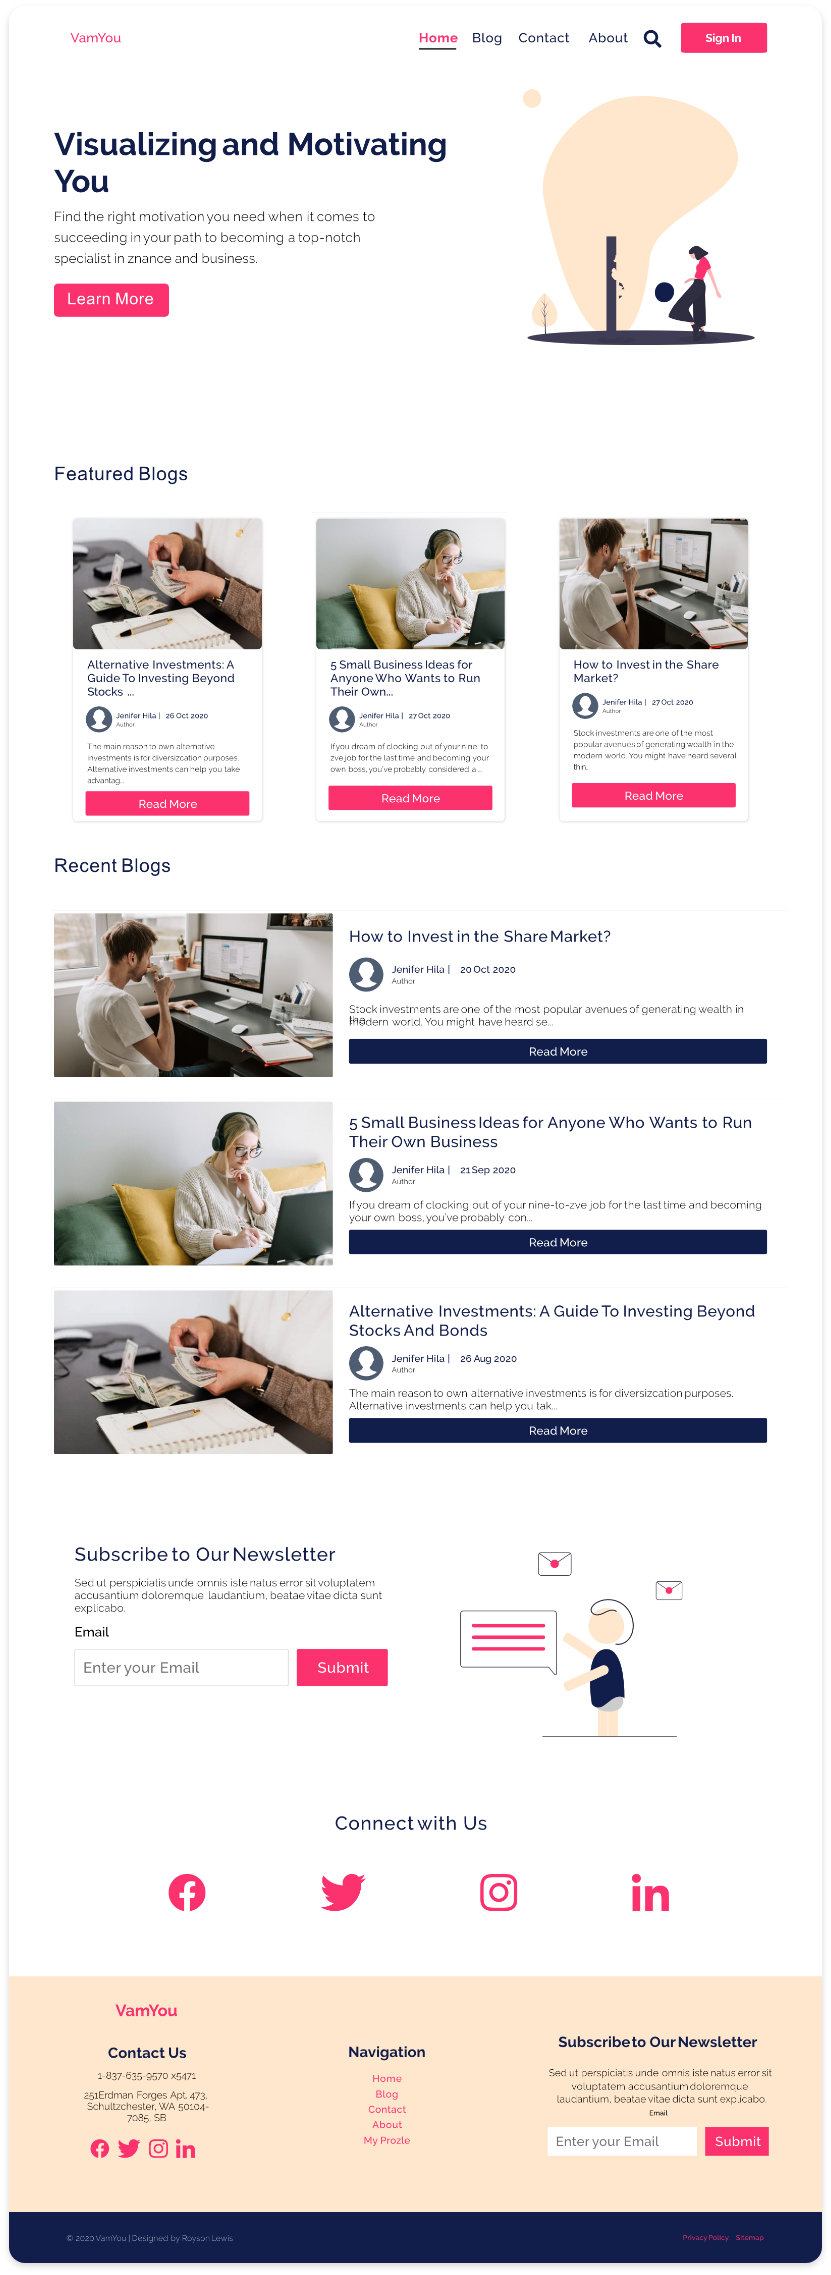 VamYou
Home Blog Contact About Sign In
Visualizing and Motivating
You
Find the right motivation you need when it comes to
succeeding in your path to becoming a top-notch
specialist in znance and business.
Learn More
Featured Blogs
Alternative Investments: A
Guide To Investing Beyond
Stocks ...
Jenifer Hila | 26 Oct 2020
Author
The main reason to own alternative
investments is for diversizcation purposes.
Alternative investments can help you take
advantag...
Read More
5 Small Business Ideas for
Anyone Who Wants to Run
Their Own...
Jenifer Hila | 27 Oct 2020
Author
If you dream of clocking out of your nine-to-
zve job for the last time and becoming your
own boss, you've probably considered a ...
Read More
How to Invest in the Share
Market?
Jenifer Hila | 27 Oct 2020
Author
Stock investments are one of the most
popular avenues of generating wealth in the
modern world. You might have heard several
thin...
Read More
Recent Blogs
How to Invest in the Share Market?
Jenifer Hila | 20 Oct 2020
Author
Stock investments are one of the most popular avenues of generating wealth in
modern world. You might have heard se...
Read More
5 Small Business Ideas for Anyone Who Wants to Run
Their Own Business
Jenifer Hila | 21 Sep 2020
Author
If you dream of clocking out of your nine-to-zve job for the last time and becoming
your own boss, you've probably con...
Read More
Alternative Investments: A Guide To Investing Beyond
Stocks And Bonds
Jenifer Hila | 26 Aug 2020
Author
The main reason to own alternative investments is for diversizcation purposes.
Alternative investments can help you tak...
Read More
Subscribe to Our Newsletter
Sed ut perspiciatis unde omnis iste natus error sit voluptatem
accusantium doloremque laudantium, beatae vitae dicta sunt
explicabo.
Email
Enter your Email Submit
Connect with Us
VamYou
Contact Us
1-837-635-9570 x5471
251 Erdman Forges Apt. 473,
Schultzchester, WA 50104-
7085, SB
Navigation
Home
Blog
Contact
About
My Prozle
Subscribe to Our Newsletter
Sed ut perspiciatis unde omnis iste natus error sit
voluptatem accusantium doloremque
laudantium, beatae vitae dicta sunt explicabo.
Email
Enter your Email Submit
© 2020 VamYou | Designed by Royson Lewis
Privacy Policy Sitemap